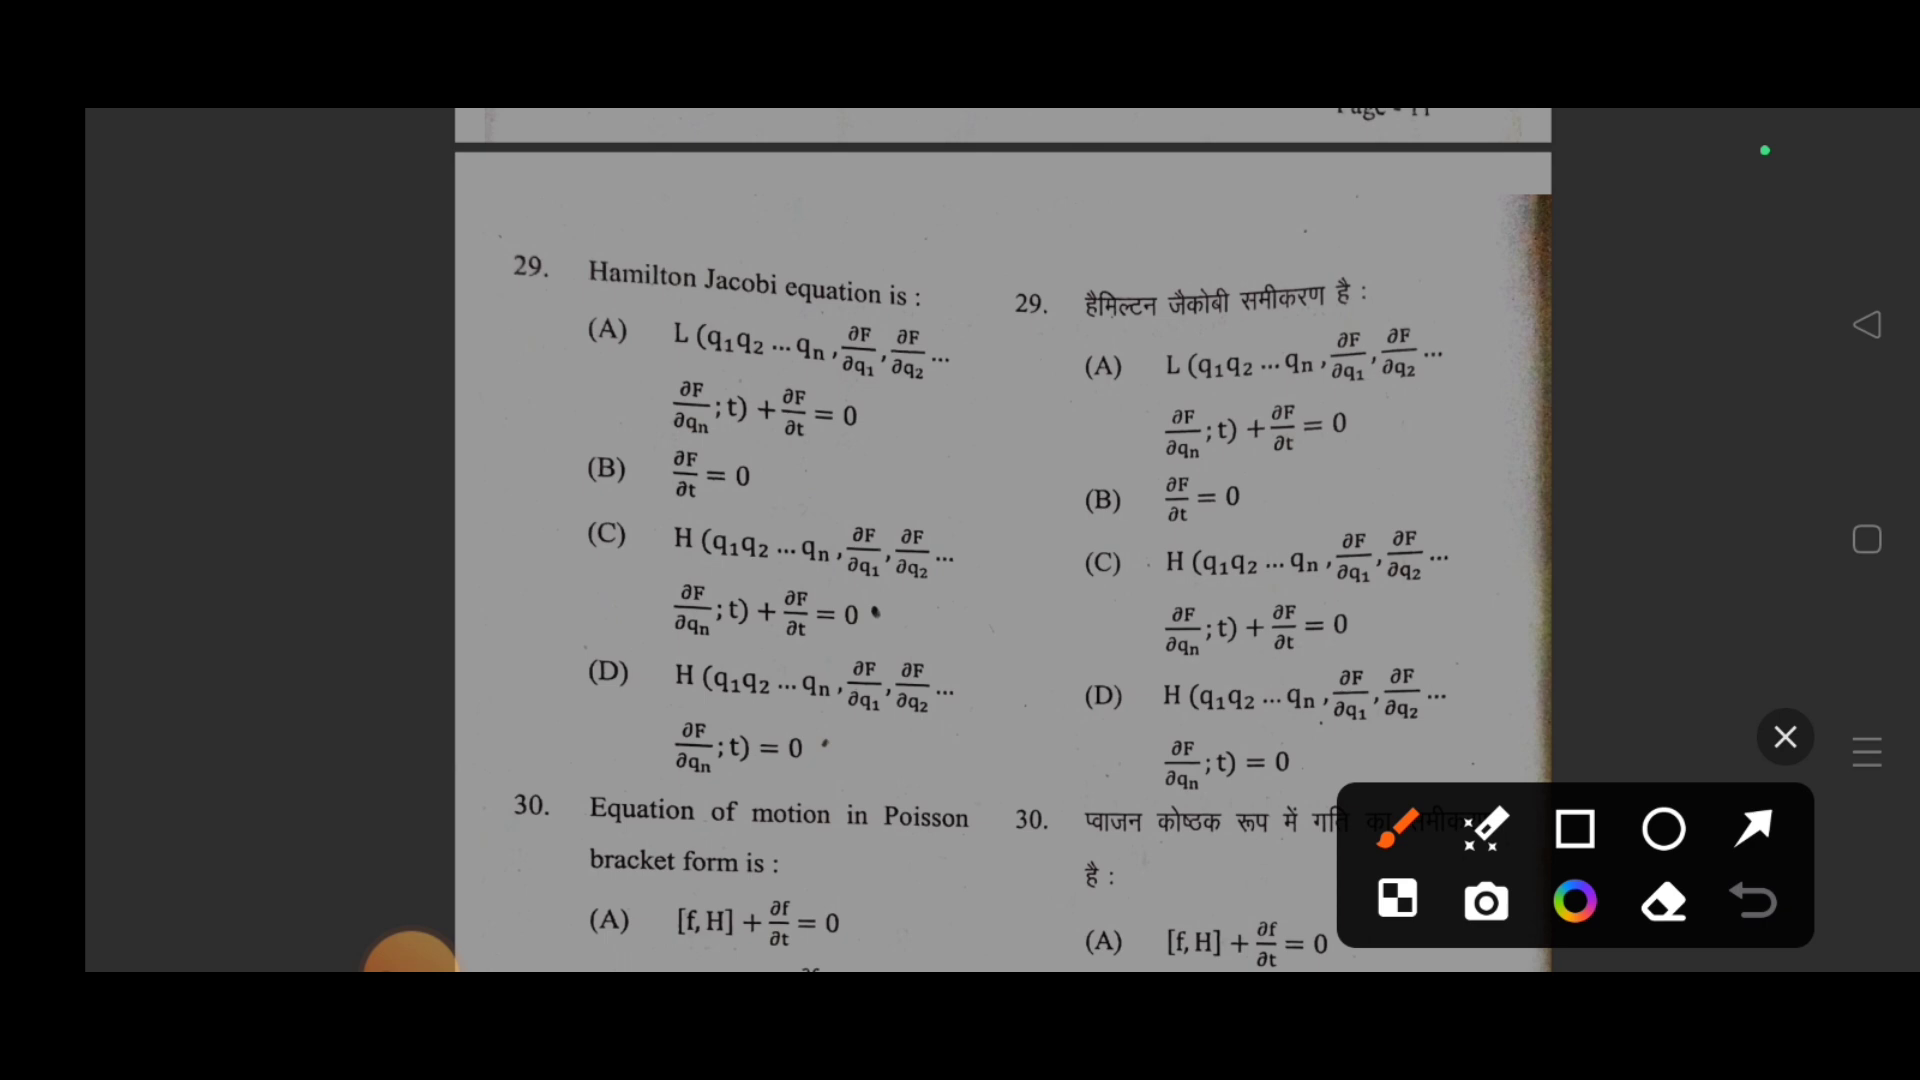 29. Hamilton Jacobi equation is :
(A) L (q₁q₂ ... qₙ , ∂F/∂q₁ , ∂F/∂q₂ ...
∂F/∂qₙ ; t) + ∂F/∂t = 0
(B) ∂F/∂t = 0
(C) H (q₁q₂ ... qₙ , ∂F/∂q₁ , ∂F/∂q₂ ...
∂F/∂qₙ ; t) + ∂F/∂t = 0
(D) H (q₁q₂ ... qₙ , ∂F/∂q₁ , ∂F/∂q₂ ...
∂F/∂qₙ ; t) = 0
30. Equation of motion in Poisson
bracket form is :
(A) [f, H] + ∂f/∂t = 0
29. हैमिल्टन जैकोबी समीकरण है :
(A) L (q₁q₂ ... qₙ , ∂F/∂q₁ , ∂F/∂q₂ ...
∂F/∂qₙ ; t) + ∂F/∂t = 0
(B) ∂F/∂t = 0
(C) H (q₁q₂ ... qₙ , ∂F/∂q₁ , ∂F/∂q₂ ...
∂F/∂qₙ ; t) + ∂F/∂t = 0
(D) H (q₁q₂ ... qₙ , ∂F/∂q₁ , ∂F/∂q₂ ...
∂F/∂qₙ ; t) = 0
30. प्वाजन कोष्ठक रूप में गति का समीकरण
है :
(A) [f, H] + ∂f/∂t = 0